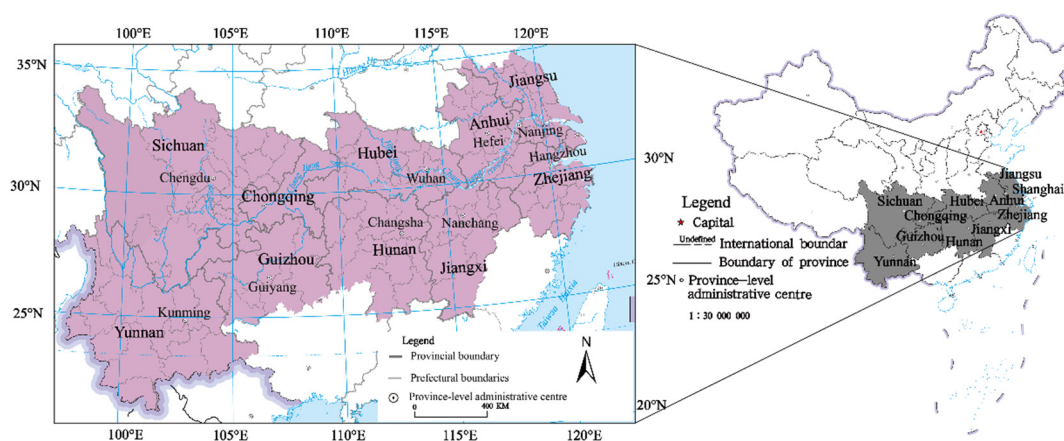 100°E 105°E 110°E 115°E 120°E
35°N
Jiangsu
Anhui
Nanjing
Hefei
Sichuan
Hubei
Hangzhou
Chengdu
Wuhan
Zhejiang
30°N
Chongqing
Changsha Nanchang
Hunan
Guizhou
Jiangxi
Guiyang
25°N
Kunming
Yunnan
Taiwan
Legend
Provincial boundary
Prefectural boundaries
Province-level administrative centre
0 400 KM
N
100°E 105°E 110°E 115°E 120°E
30°N
25°N
20°N
Legend
Capital
Undefined International boundar
Boundary of province
Province-level
administrative centre
1:30 000 000
Jiangsu
Shanghai
Sichuan Hubei Anhui
Chongqing Zhejiang
Jiangxi
Guizhou Hunan
Yunnan